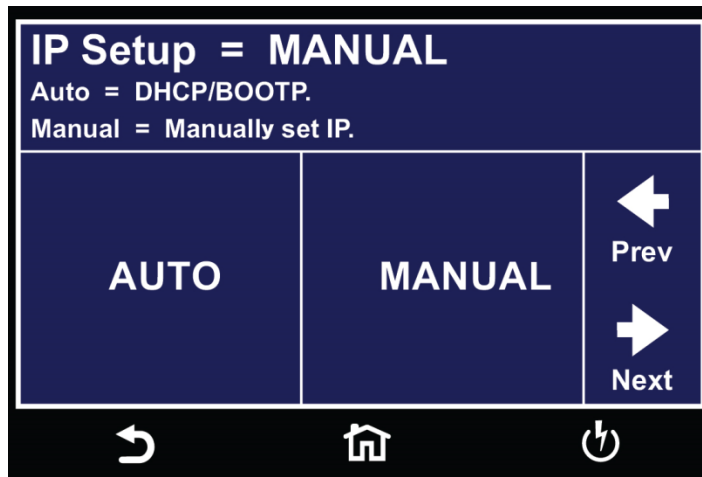 IP Setup = MANUAL
Auto = DHCP/BOOTP.
Manual = Manually set IP.
AUTO
MANUAL
Prev
Next